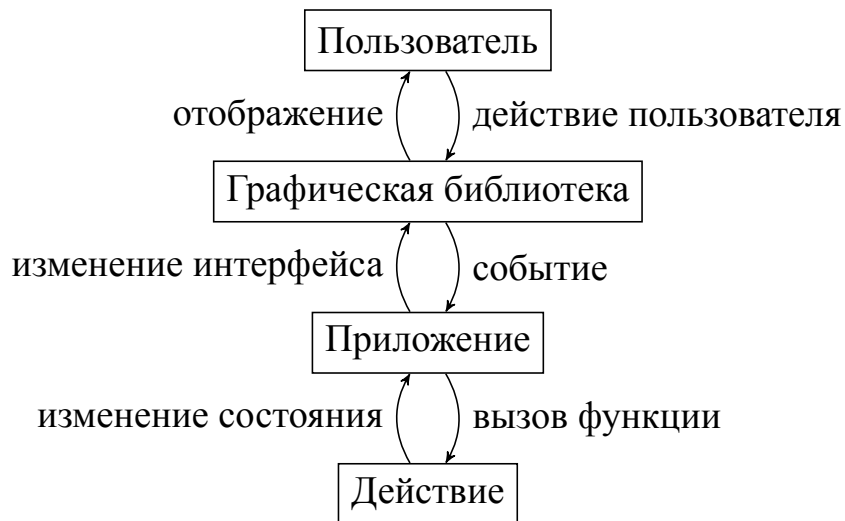 Пользователь
отображение
действие пользователя
Графическая библиотека
изменение интерфейса
событие
Приложение
изменение состояния
вызов функции
Действие